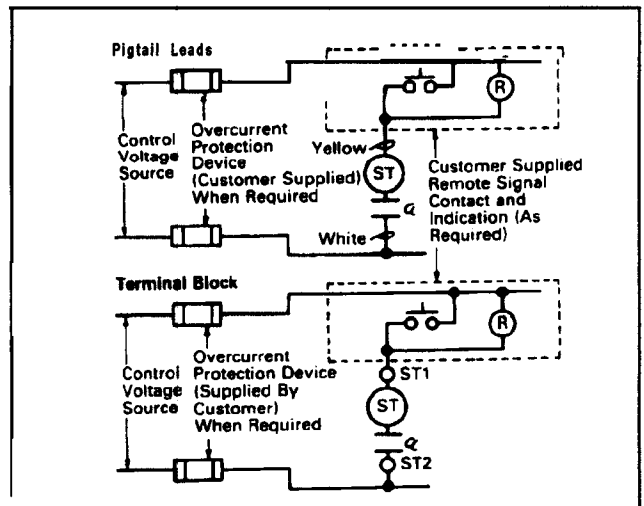 Pigtail Leads
R
Control
Voltage
Source
Overcurrent
Protection
Device
(Customer Supplied)
When Required
Yellow
ST
a
White
Customer Supplied
Remote Signal
Contact and
Indication (As
Required)
Terminal Block
R
Control
Voltage
Source
Overcurrent
Protection Device
(Supplied By
Customer)
When Required
ST1
ST
a
ST2